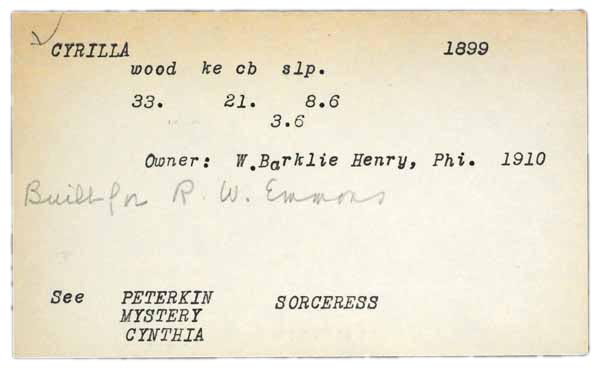 CYRILLA 1899
wood ke cb slp.
33. 21. 8.6
3.6
Owner: W.Barklie Henry, Phi. 1910
Built for R. W. Emmons
See PETERKIN SORCERESS
MYSTERY
CYNTHIA